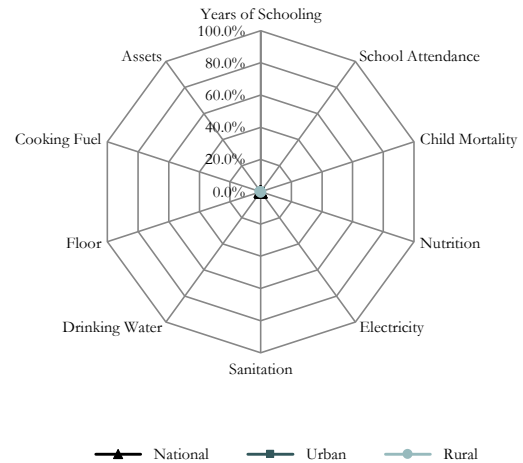 Years of Schooling
100.0%
Assets
School Attendance
80.0%
60.0%
Cooking Fuel
40.0%
Child Mortality
20.0%
0.0%
Floor
Nutrition
Drinking Water
Electricity
Sanitation
National Urban Rural